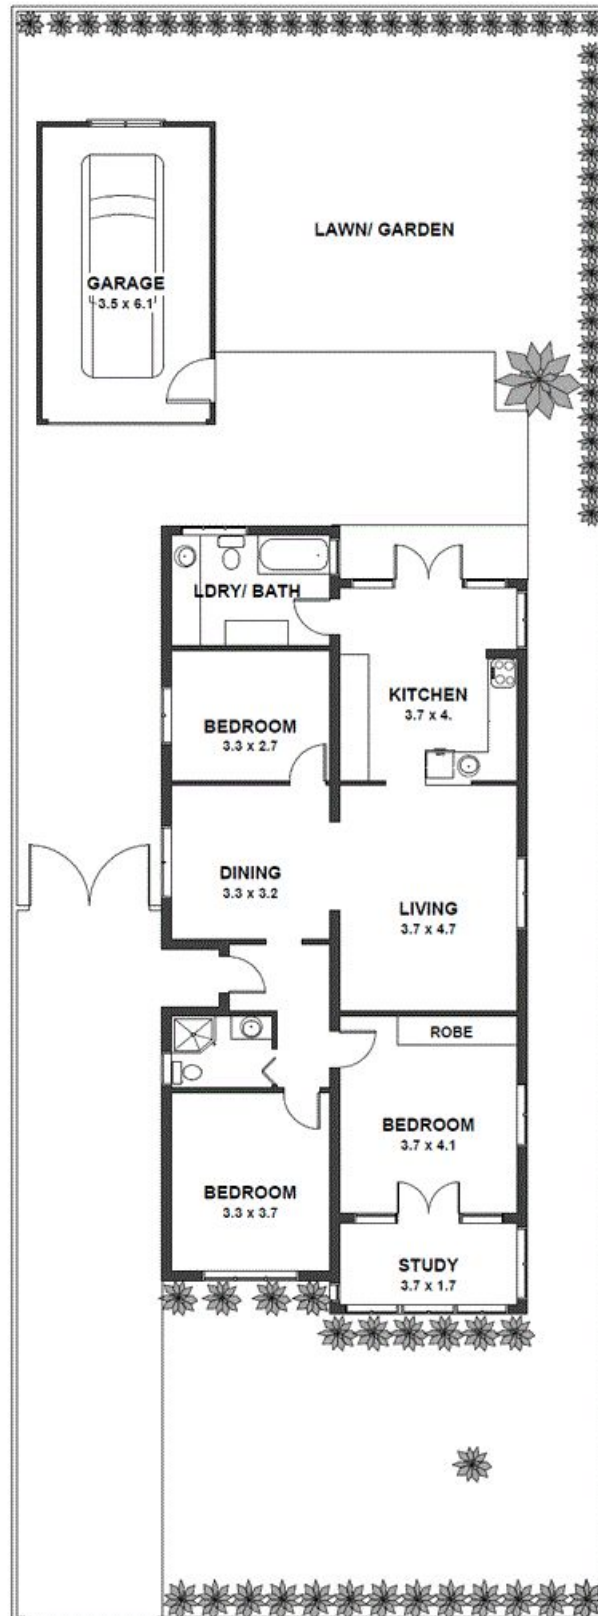 LAWN/ GARDEN
GARAGE
3.5 x 6.1
LDRY/ BATH
KITCHEN
3.7 x 4.
BEDROOM
3.3 x 2.7
DINING
3.3 x 3.2
LIVING
3.7 x 4.7
ROBE
BEDROOM
3.7 x 4.1
BEDROOM
3.3 x 3.7
STUDY
3.7 x 1.7